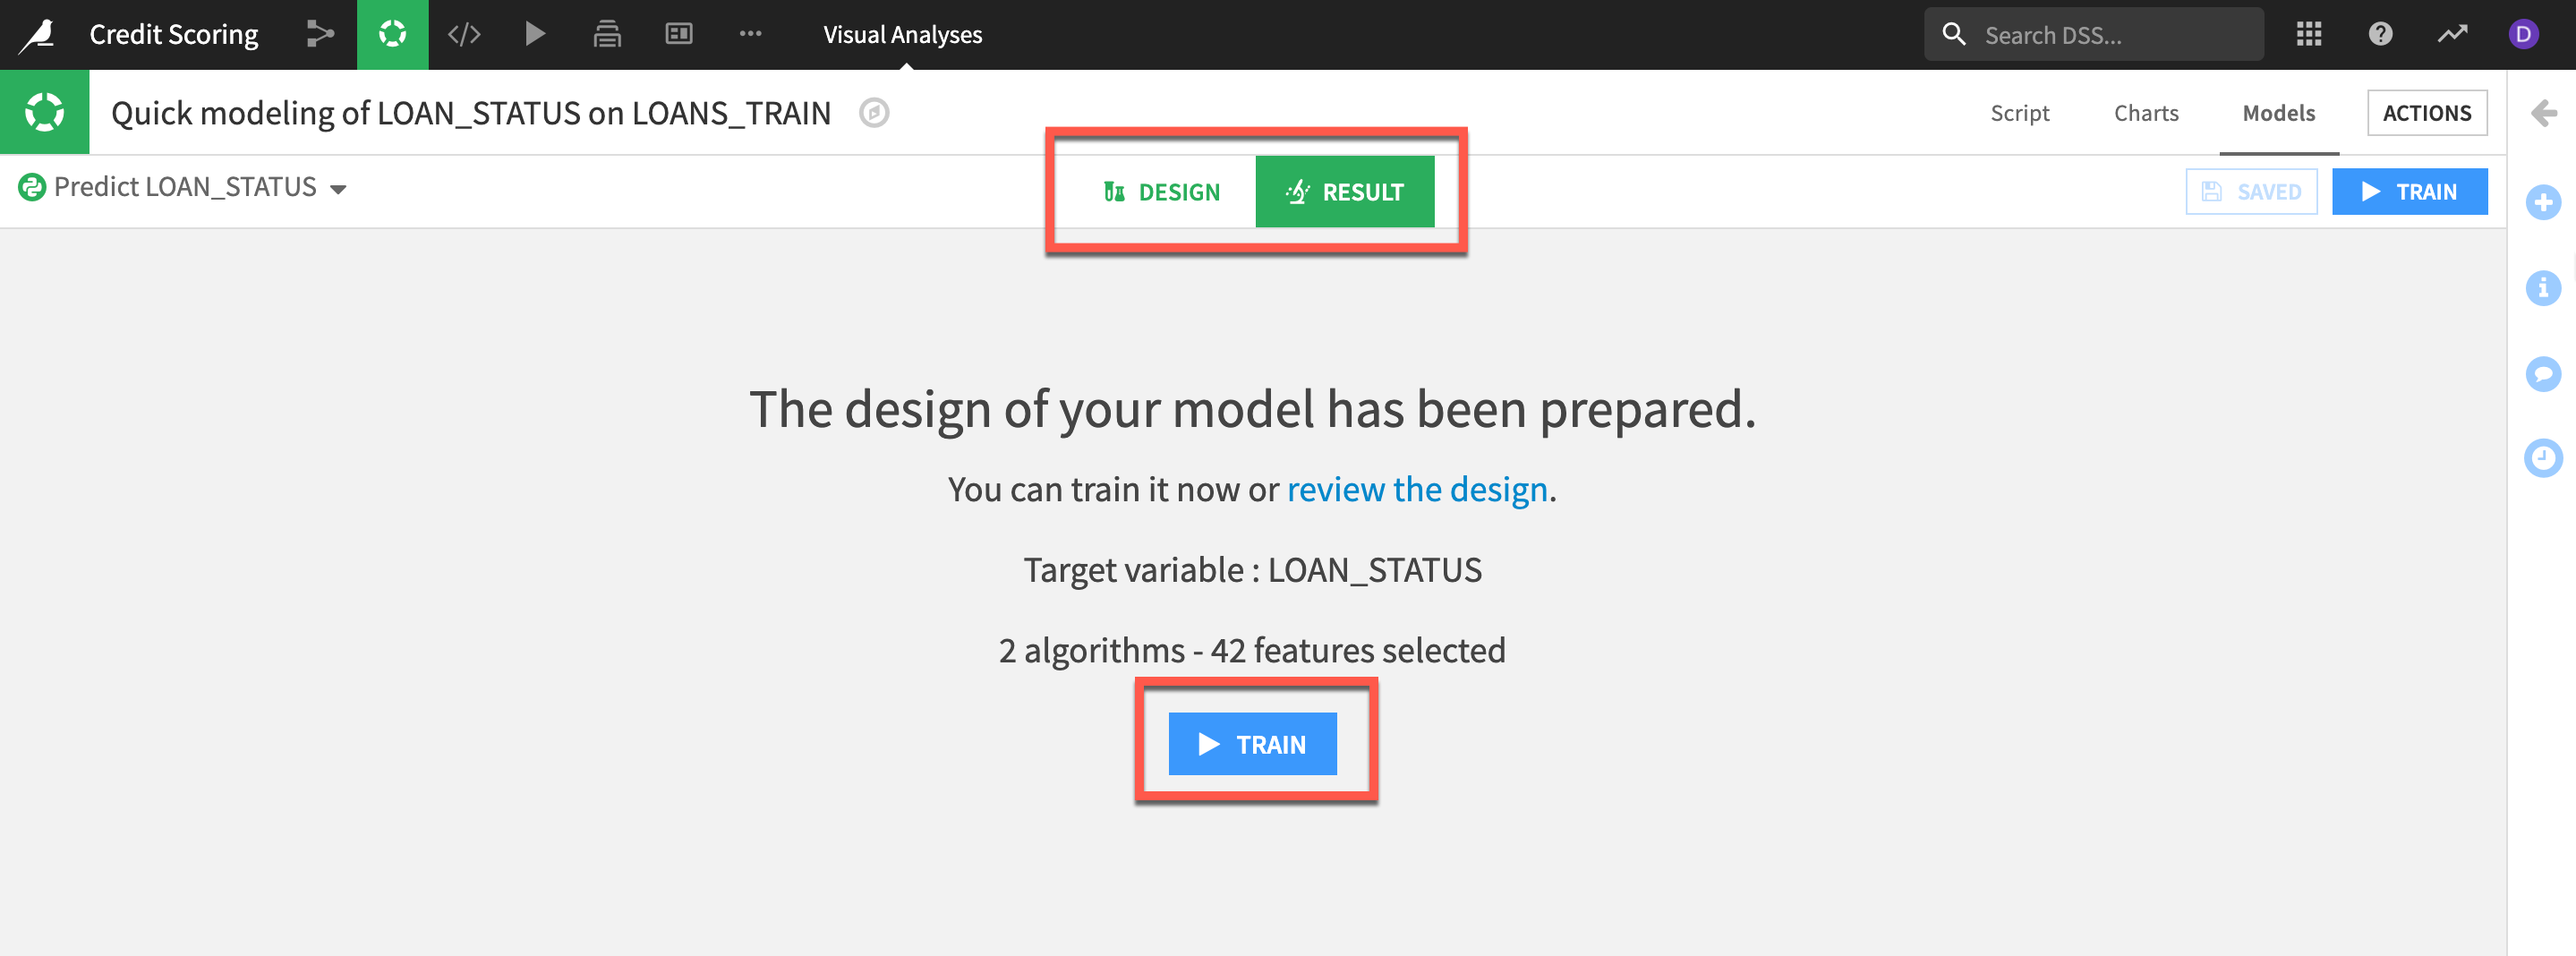 Credit Scoring
Visual Analyses
Search DSS...
D
Quick modeling of LOAN_STATUS on LOANS_TRAIN
Script
Charts
Models
ACTIONS
Predict LOAN_STATUS
DESIGN
RESULT
SAVED
TRAIN
The design of your model has been prepared.
You can train it now or review the design.
Target variable : LOAN_STATUS
2 algorithms - 42 features selected
TRAIN